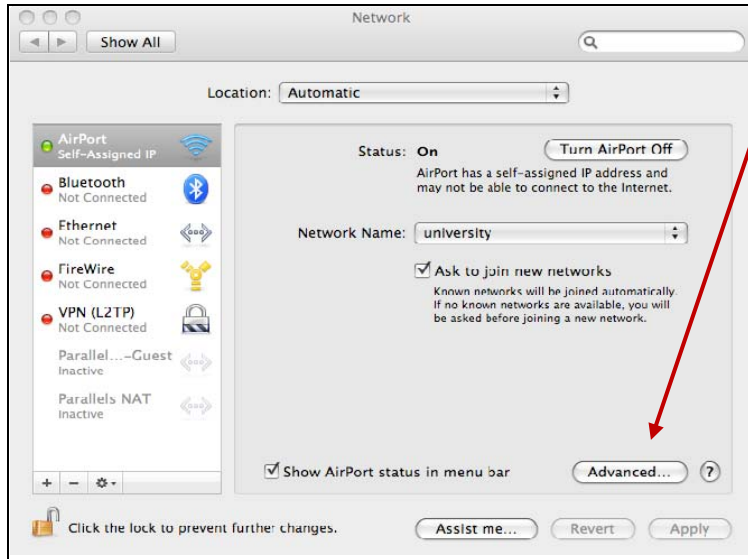 Network
Show All
Location: Automatic
AirPort
Self-Assigned IP
Bluetooth
Not Connected
Ethernet
Not Connected
FireWire
Not Connected
VPN (L2TP)
Not Connected
Parallel...-Guest
Inactive
Parallels NAT
Inactive
+ −
Status: On
Turn AirPort Off
AirPort has a self-assigned IP address and
may not be able to connect to the Internet.
Network Name: university
Ask to join new networks
Known networks will be joined automatically.
If no known networks are available, you will
be asked before joining a new network.
Show AirPort status in menu bar
Advanced... ?
Click the lock to prevent further changes.
Assist me... Revert Apply